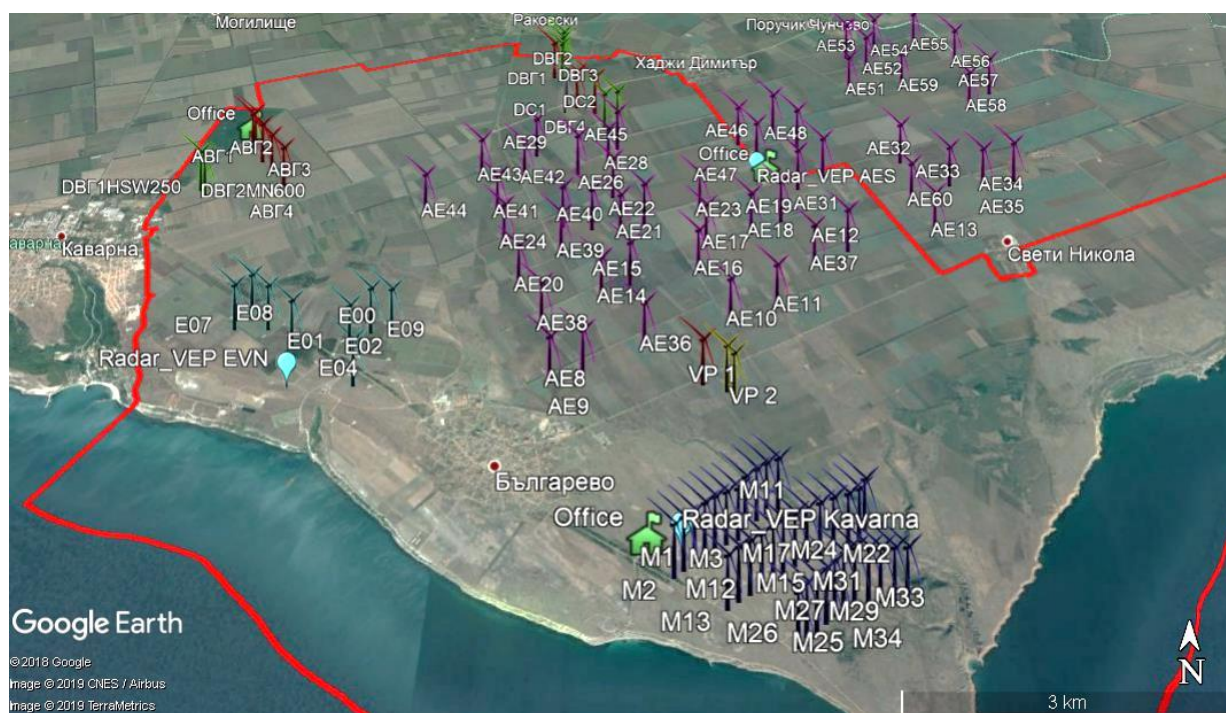 Могилище
Раковски
Поручик Чунчево
AE53
AE54
AE55
AE52
AE56
AE51
AE59
AE57
AE58
Хаджи Димитър
ДВГ2
ДВГ1
ДВГ3
DC1
DC2
ДВГ4
AE45
AE46
AE48
Office
АВГ1
АВГ2
АВГ3
ДВГ1HSW250
ДВГ2MN600
АВГ4
AE29
AE28
Office
AE32
AE43
AE42
AE26
AE47
Radar_VEP AES
AE33
AE34
AE44
AE41
AE40
AE22
AE23
AE19
AE31
AE60
AE35
AE21
AE18
AE12
AE13
AE24
AE39
AE17
AE37
Свети Никола
Каварна
AE15
AE16
AE20
AE14
AE11
AE10
AE38
AE36
E07
E08
E00
E09
E01
E02
E04
Radar_VEP EVN
AE8
AE9
VP 1
VP 2
Българево
Office
M11
Radar_VEP Kavarna
M1
M3
M17
M24
M22
M2
M12
M15
M31
M33
M13
M27
M29
M26
M25
M34
Google Earth
© 2018 Google
Image © 2019 CNES / Airbus
Image © 2019 TerraMetrics
N
3 km